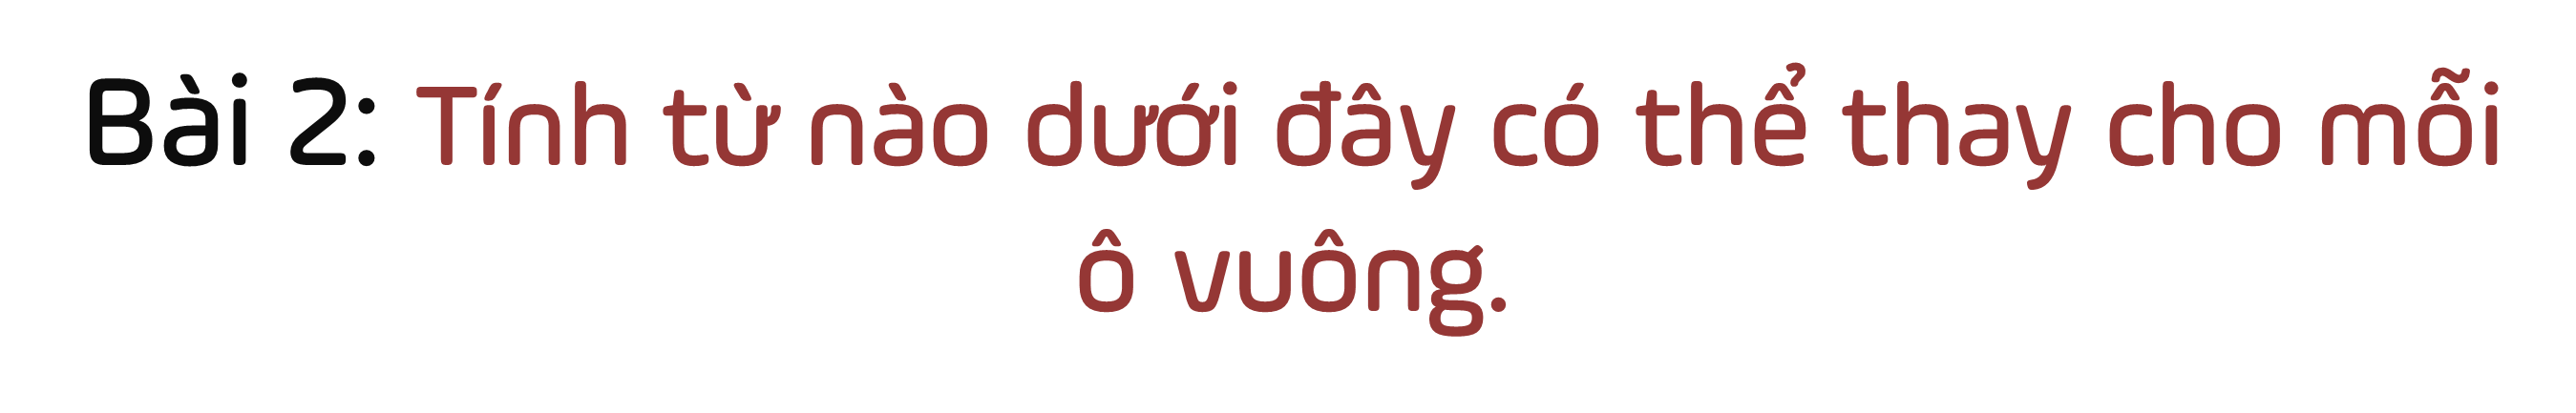 Bài 2: Tính từ nào dưới đây có thể thay cho mỗi
ô vuông.